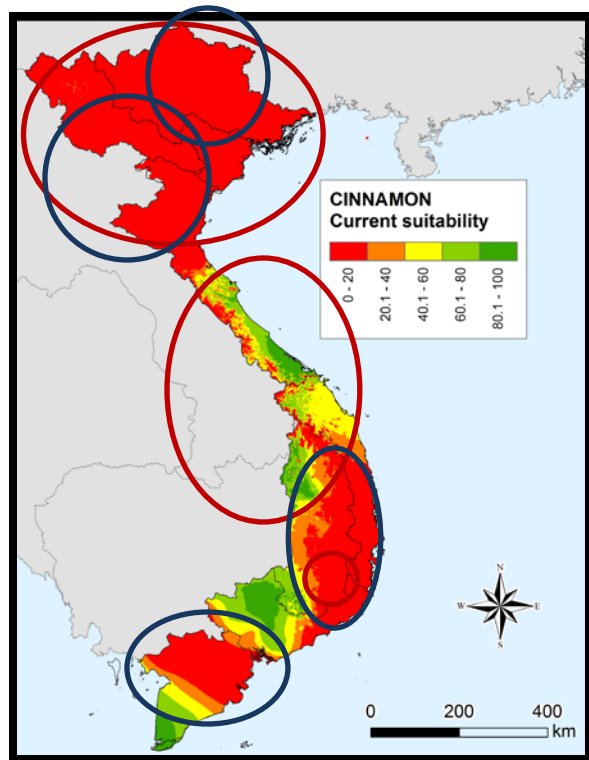 CINNAMON
Current suitability
0 - 20
20.1 - 40
40.1 - 60
60.1 - 80
80.1 - 100
N
W
E
S
0
200
400
km